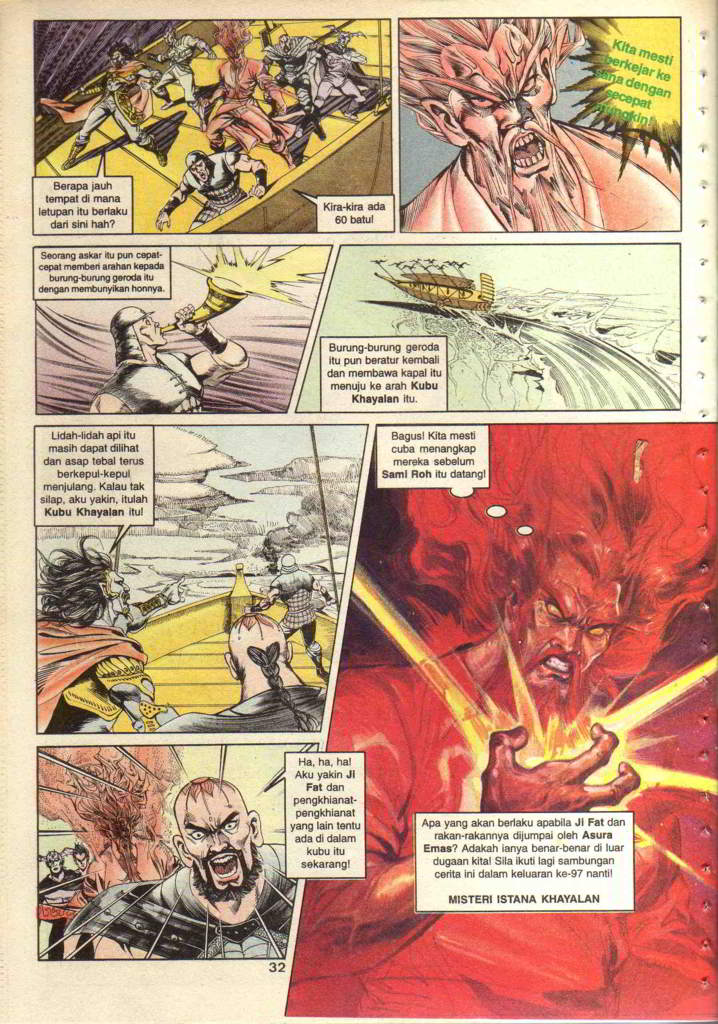 Berapa jauh
tempat di mana
letupan itu berlaku
dari sini hah?
Kira-kira ada
60 batu!
Kita mesti
berkejar ke
sana dengan
secepat
mungkin!
Seorang askar itu pun cepat-
cepat memberi arahan kepada
burung-burung geroda itu
dengan membunyikan honnya.
Burung-burung geroda
itu pun beratur kembali
dan membawa kapal itu
menuju ke arah Kubu
Khayalan itu.
Lidah-lidah api itu
masih dapat dilihat
dan asap tebal terus
berkepul-kepul
menjulang. Kalau tak
silap, aku yakin, itulah
Kubu Khayalan itu!
Bagus! Kita mesti
cuba menangkap
mereka sebelum
Sami Roh itu datang!
Ha, ha, ha!
Aku yakin Ji
Fat dan
pengkhianat-
pengkhianat
yang lain tentu
ada di dalam
kubu itu
sekarang!
Apa yang akan berlaku apabila Ji Fat dan
rakan-rakannya dijumpai oleh Asura
Emas? Adakah ianya benar-benar di luar
dugaan kita! Sila ikuti lagi sambungan
cerita ini dalam keluaran ke-97 nanti!
MISTERI ISTANA KHAYALAN
32